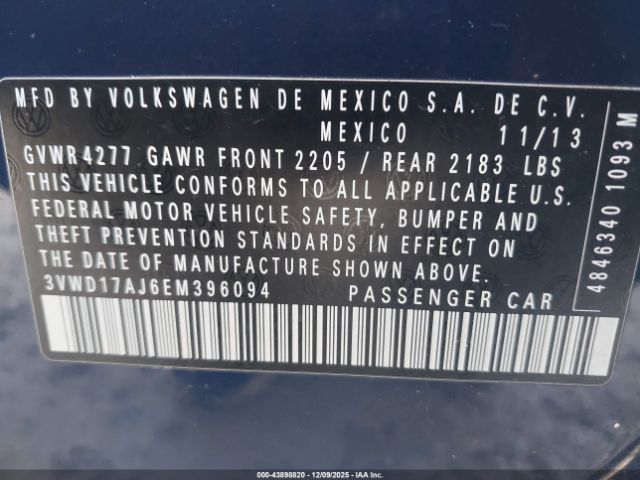 MFD BY VOLKSWAGEN DE MEXICO S.A. DE C.V.
MEXICO 11/13
GVWR4277 GAWR FRONT 2205 / REAR 2183 LBS
THIS VEHICLE CONFORMS TO ALL APPLICABLE U.S.
FEDERAL MOTOR VEHICLE SAFETY, BUMPER AND
THEFT PREVENTION STANDARDS IN EFFECT ON
THE DATE OF MANUFACTURE SHOWN ABOVE.
3VWD17AJ6EM396094 PASSENGER CAR
4846340 1093 M
000-43898820 - 12/09/2025 - IAA Inc.